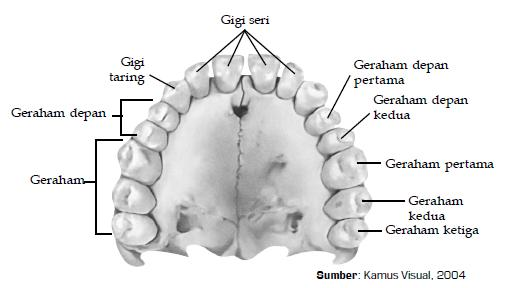 Gigi seri
Gigi
taring
Geraham depan
Geraham
Geraham depan
pertama
Geraham depan
kedua
Geraham pertama
Geraham
kedua
Geraham ketiga
Sumber: Kamus Visual, 2004